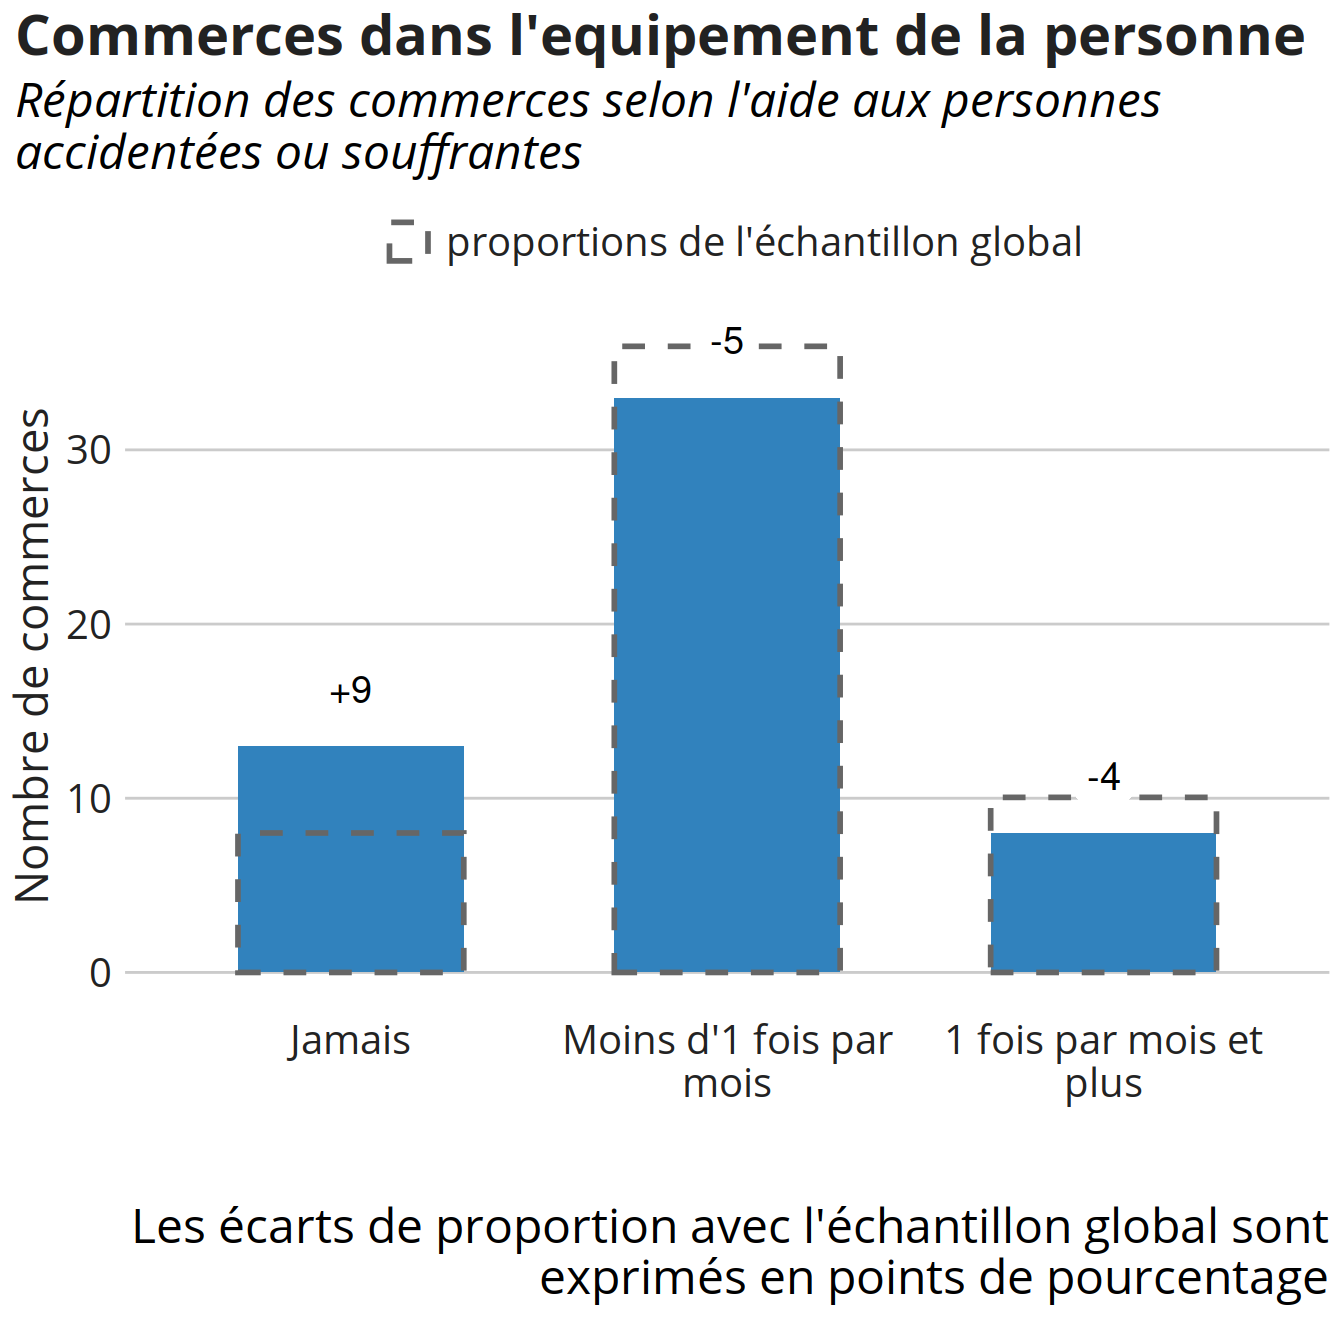 Commerces dans l'equipement de la personne
Répartition des commerces selon l'aide aux personnes
accidentées ou souffrantes
proportions de l'échantillon global
Nombre de commerces
30
20
10
0
+9
-5
-4
Jamais
Moins d'1 fois par
mois
1 fois par mois et
plus
Les écarts de proportion avec l'échantillon global sont
exprimés en points de pourcentage